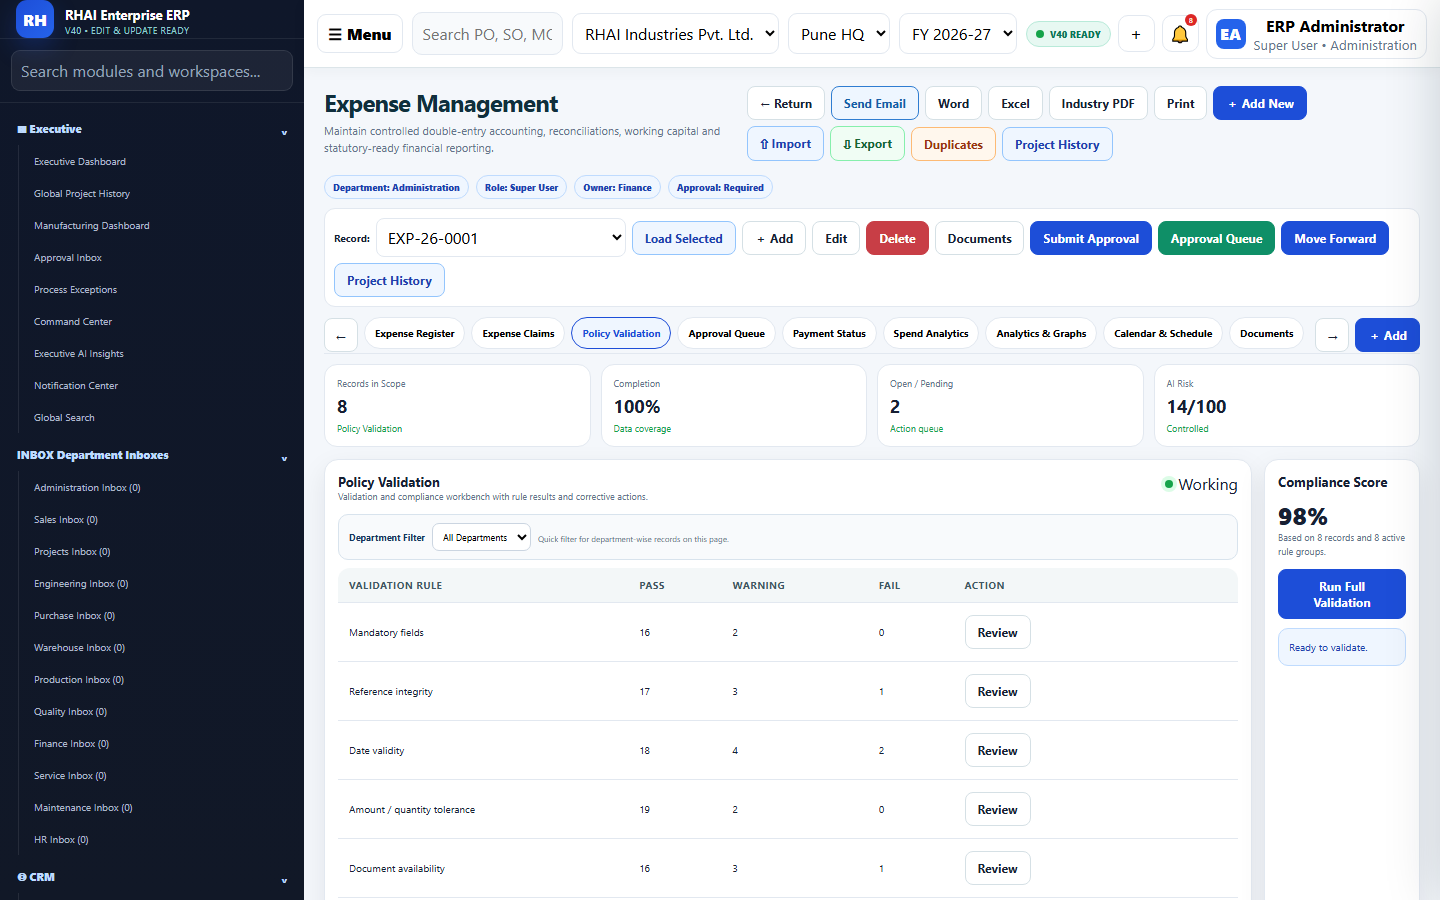 RH
RHAI Enterprise ERP
V40 • EDIT & UPDATE READY
Search modules and workspaces...
Executive
Executive Dashboard
Global Project History
Manufacturing Dashboard
Approval Inbox
Process Exceptions
Command Center
Executive AI Insights
Notification Center
Global Search
INBOX Department Inboxes
Administration Inbox (0)
Sales Inbox (0)
Projects Inbox (0)
Engineering Inbox (0)
Purchase Inbox (0)
Warehouse Inbox (0)
Production Inbox (0)
Quality Inbox (0)
Finance Inbox (0)
Service Inbox (0)
Maintenance Inbox (0)
HR Inbox (0)
CRM
☰ Menu
Search PO, SO, MO
RHAI Industries Pvt. Ltd.
Pune HQ
FY 2026-27
V40 READY
+
8
EA
ERP Administrator
Super User • Administration
Expense Management
Maintain controlled double-entry accounting, reconciliations, working capital and
statutory-ready financial reporting.
← Return
Send Email
Word
Excel
Industry PDF
Print
+ Add New
⇧ Import
⇩ Export
Duplicates
Project History
Department: Administration
Role: Super User
Owner: Finance
Approval: Required
Record:
EXP-26-0001
Load Selected
+ Add
Edit
Delete
Documents
Submit Approval
Approval Queue
Move Forward
Project History
←
Expense Register
Expense Claims
Policy Validation
Approval Queue
Payment Status
Spend Analytics
Analytics & Graphs
Calendar & Schedule
Documents
→
+ Add
Records in Scope
8
Policy Validation
Completion
100%
Data coverage
Open / Pending
2
Action queue
AI Risk
14/100
Controlled
Policy Validation
Validation and compliance workbench with rule results and corrective actions.
Working
Department Filter
All Departments
Quick filter for department-wise records on this page.
VALIDATION RULE PASS WARNING FAIL ACTION
Mandatory fields 16 2 0 Review
Reference integrity 17 3 1 Review
Date validity 18 4 2 Review
Amount / quantity tolerance 19 2 0 Review
Document availability 16 3 1 Review
Compliance Score
98%
Based on 8 records and 8 active
rule groups.
Run Full
Validation
Ready to validate.